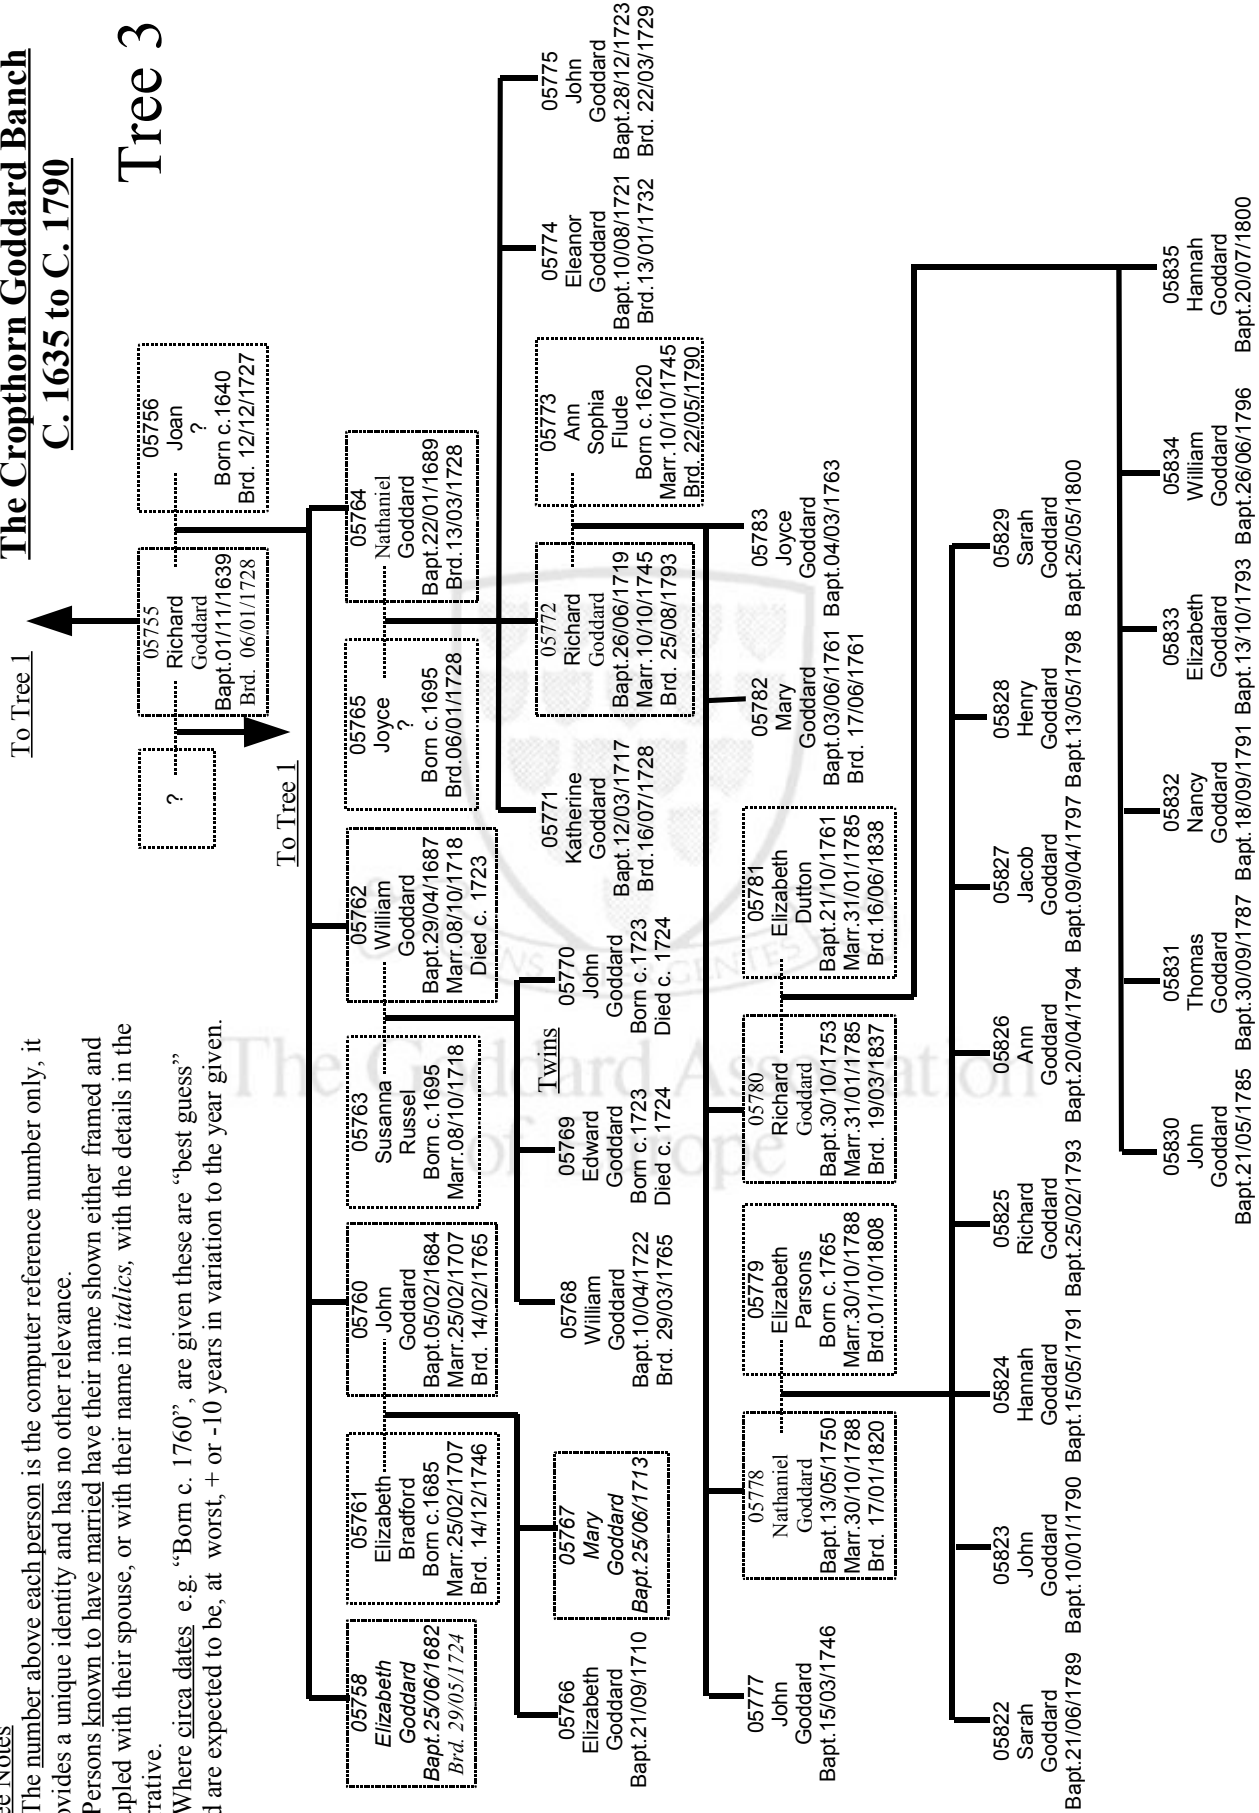 The Cropthorn Goddard Banch
C. 1635 to C. 1790
Tree 3
ee Notes
The number above each person is the computer reference number only, it
ovides a unique identity and has no other relevance.
Persons known to have married have their name shown either framed and
upled with their spouse, or with their name in italics, with the details in the
rrative.
Where circa dates e.g. “Born c. 1760”, are given these are “best guess”
d are expected to be, at worst, + or -10 years in variation to the year given.
To Tree 1
?
05755
Richard
Goddard
Bapt.01/11/1639
Brd. 06/01/1728
05756
Joan
?
Born c.1640
Brd. 12/12/1727
To Tree 1
05758
Elizabeth
Goddard
Bapt.25/06/1682
Brd. 29/05/1724
05761
Elizabeth
Bradford
Born c.1685
Marr.25/02/1707
Brd. 14/12/1746
05760
John
Goddard
Bapt.05/02/1684
Marr.25/02/1707
Brd. 14/02/1765
05763
Susanna
Russel
Born c.1695
Marr.08/10/1718
05762
William
Goddard
Bapt.29/04/1687
Marr.08/10/1718
Died c. 1723
05765
Joyce
?
Born c.1695
Brd.06/01/1728
05764
Nathaniel
Goddard
Bapt.22/01/1689
Brd.13/03/1728
05766
Elizabeth
Goddard
Bapt.21/09/1710
05767
Mary
Goddard
Bapt.25/06/1713
05768
William
Goddard
Bapt.10/04/1722
Brd. 29/03/1765
Twins
05769
Edward
Goddard
Born c.1723
Died c. 1724
05770
John
Goddard
Born c.1723
Died c. 1724
05771
Katherine
Goddard
Bapt.12/03/1717
Brd.16/07/1728
05772
Richard
Goddard
Bapt.26/06/1719
Marr.10/10/1745
Brd. 25/08/1793
05773
Ann
Sophia
Flude
Born c.1620
Marr.10/10/1745
Brd. 22/05/1790
05774
Eleanor
Goddard
Bapt.10/08/1721
Brd.13/01/1732
05775
John
Goddard
Bapt.28/12/1723
Brd. 22/03/1729
05777
John
Goddard
Bapt.15/03/1746
05778
Nathaniel
Goddard
Bapt.13/05/1750
Marr.30/10/1788
Brd. 17/01/1820
05779
Elizabeth
Parsons
Born c.1765
Marr.30/10/1788
Brd.01/10/1808
05780
Richard
Goddard
Bapt.30/10/1753
Marr.31/01/1785
Brd. 19/03/1837
05781
Elizabeth
Dutton
Bapt.21/10/1761
Marr.31/01/1785
Brd.16/06/1838
05782
Mary
Goddard
Bapt.03/06/1761
Brd. 17/06/1761
05783
Joyce
Goddard
Bapt.04/03/1763
05822
Sarah
Goddard
Bapt.21/06/1789
05823
John
Goddard
Bapt.10/01/1790
05824
Hannah
Goddard
Bapt.15/05/1791
05825
Richard
Goddard
Bapt.25/02/1793
05826
Ann
Goddard
Bapt.20/04/1794
05827
Jacob
Goddard
Bapt.09/04/1797
05828
Henry
Goddard
Bapt.13/05/1798
05829
Sarah
Goddard
Bapt.25/05/1800
05830
John
Goddard
Bapt.21/05/1785
05831
Thomas
Goddard
Bapt.30/09/1787
05832
Nancy
Goddard
Bapt.18/09/1791
05833
Elizabeth
Goddard
Bapt.13/10/1793
05834
William
Goddard
Bapt.26/06/1796
05835
Hannah
Goddard
Bapt.20/07/1800
The Goddard Association
of Europe